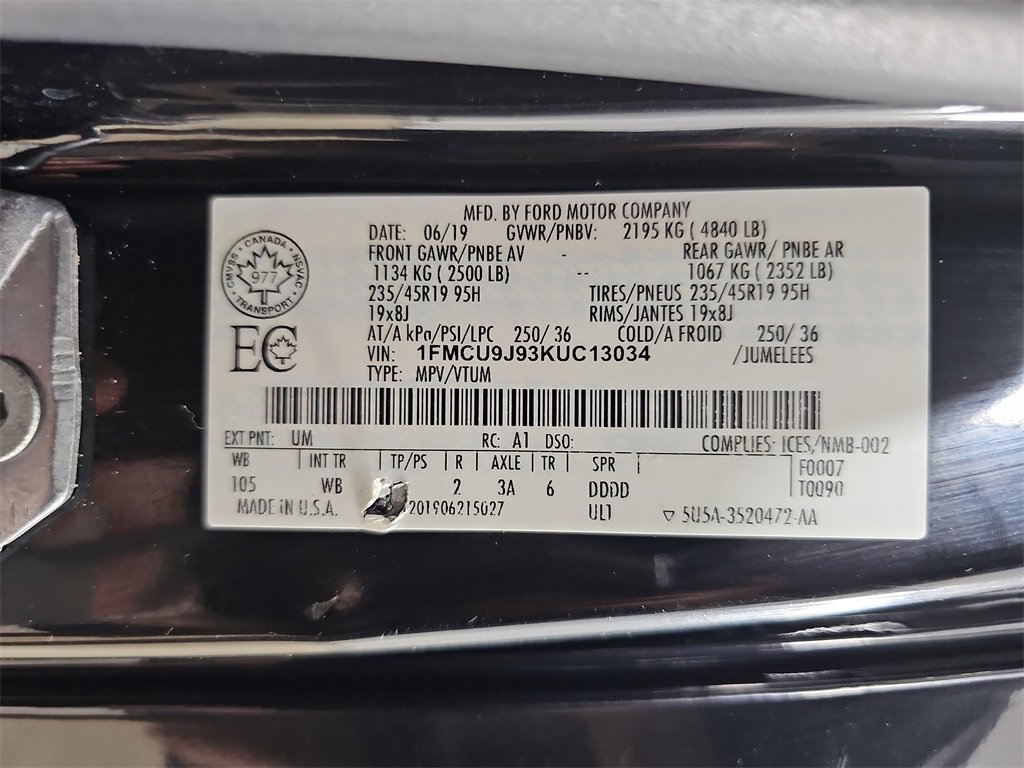 MFD. BY FORD MOTOR COMPANY
DATE: 06/19 GVWR/PNBV: 2195 KG ( 4840 LB)
FRONT GAWR/PNBE AV - REAR GAWR/ PNBE AR
1134 KG ( 2500 LB) -- 1067 KG ( 2352 LB)
235/45R19 95H TIRES/PNEUS 235/45R19 95H
19x8J RIMS/JANTES 19x8J
AT/A kPa/PSI/LPC 250/ 36 COLD/A FROID 250/ 36
VIN: 1FMCU9J93KUC13034 /JUMELEES
TYPE: MPV/VTUM
CANADA
CMVSS NSVAC
977
TRANSPORT
EC
EXT PNT: UM RC: A1 DSO: COMPLIES: ICES/NMB-002
WB INT TR TP/PS R AXLE TR SPR F0007
105 WB 2 3A 6 DDDD T0090
MADE IN U.S.A. 201906215027 UL1 ▽ 5U5A-3520472-AA